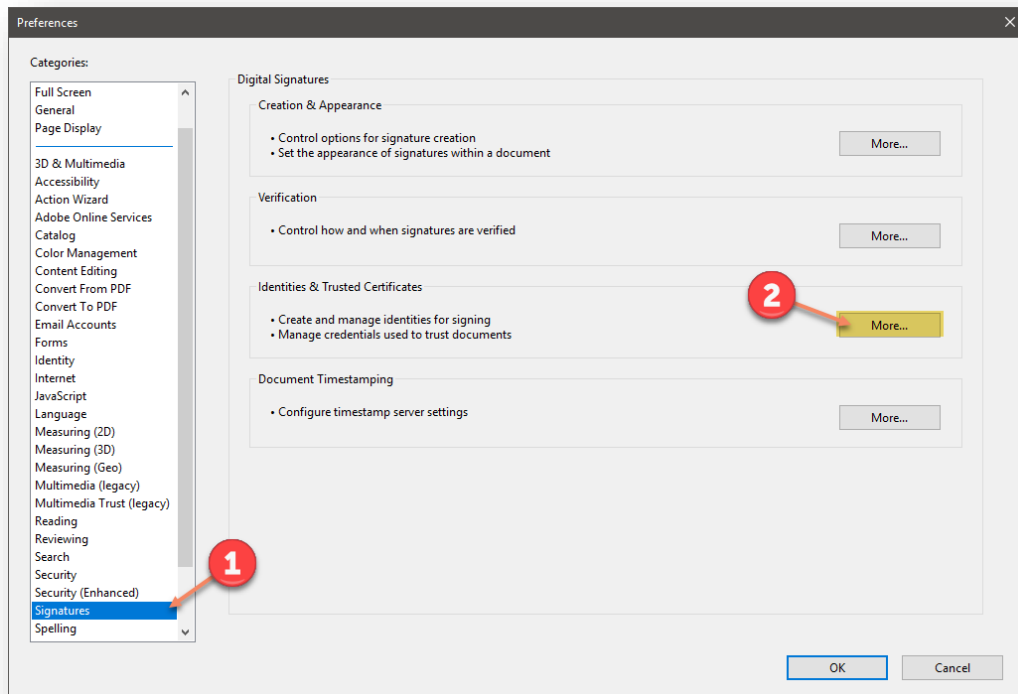 Preferences
Categories:
Full Screen
General
Page Display
3D & Multimedia
Accessibility
Action Wizard
Adobe Online Services
Catalog
Color Management
Content Editing
Convert From PDF
Convert To PDF
Email Accounts
Forms
Identity
Internet
JavaScript
Language
Measuring (2D)
Measuring (3D)
Measuring (Geo)
Multimedia (legacy)
Multimedia Trust (legacy)
Reading
Reviewing
Search
Security
Security (Enhanced)
Signatures
Spelling
1
Digital Signatures
Creation & Appearance
• Control options for signature creation
• Set the appearance of signatures within a document
More...
Verification
• Control how and when signatures are verified
More...
Identities & Trusted Certificates
• Create and manage identities for signing
• Manage credentials used to trust documents
2
More...
Document Timestamping
• Configure timestamp server settings
More...
OK
Cancel